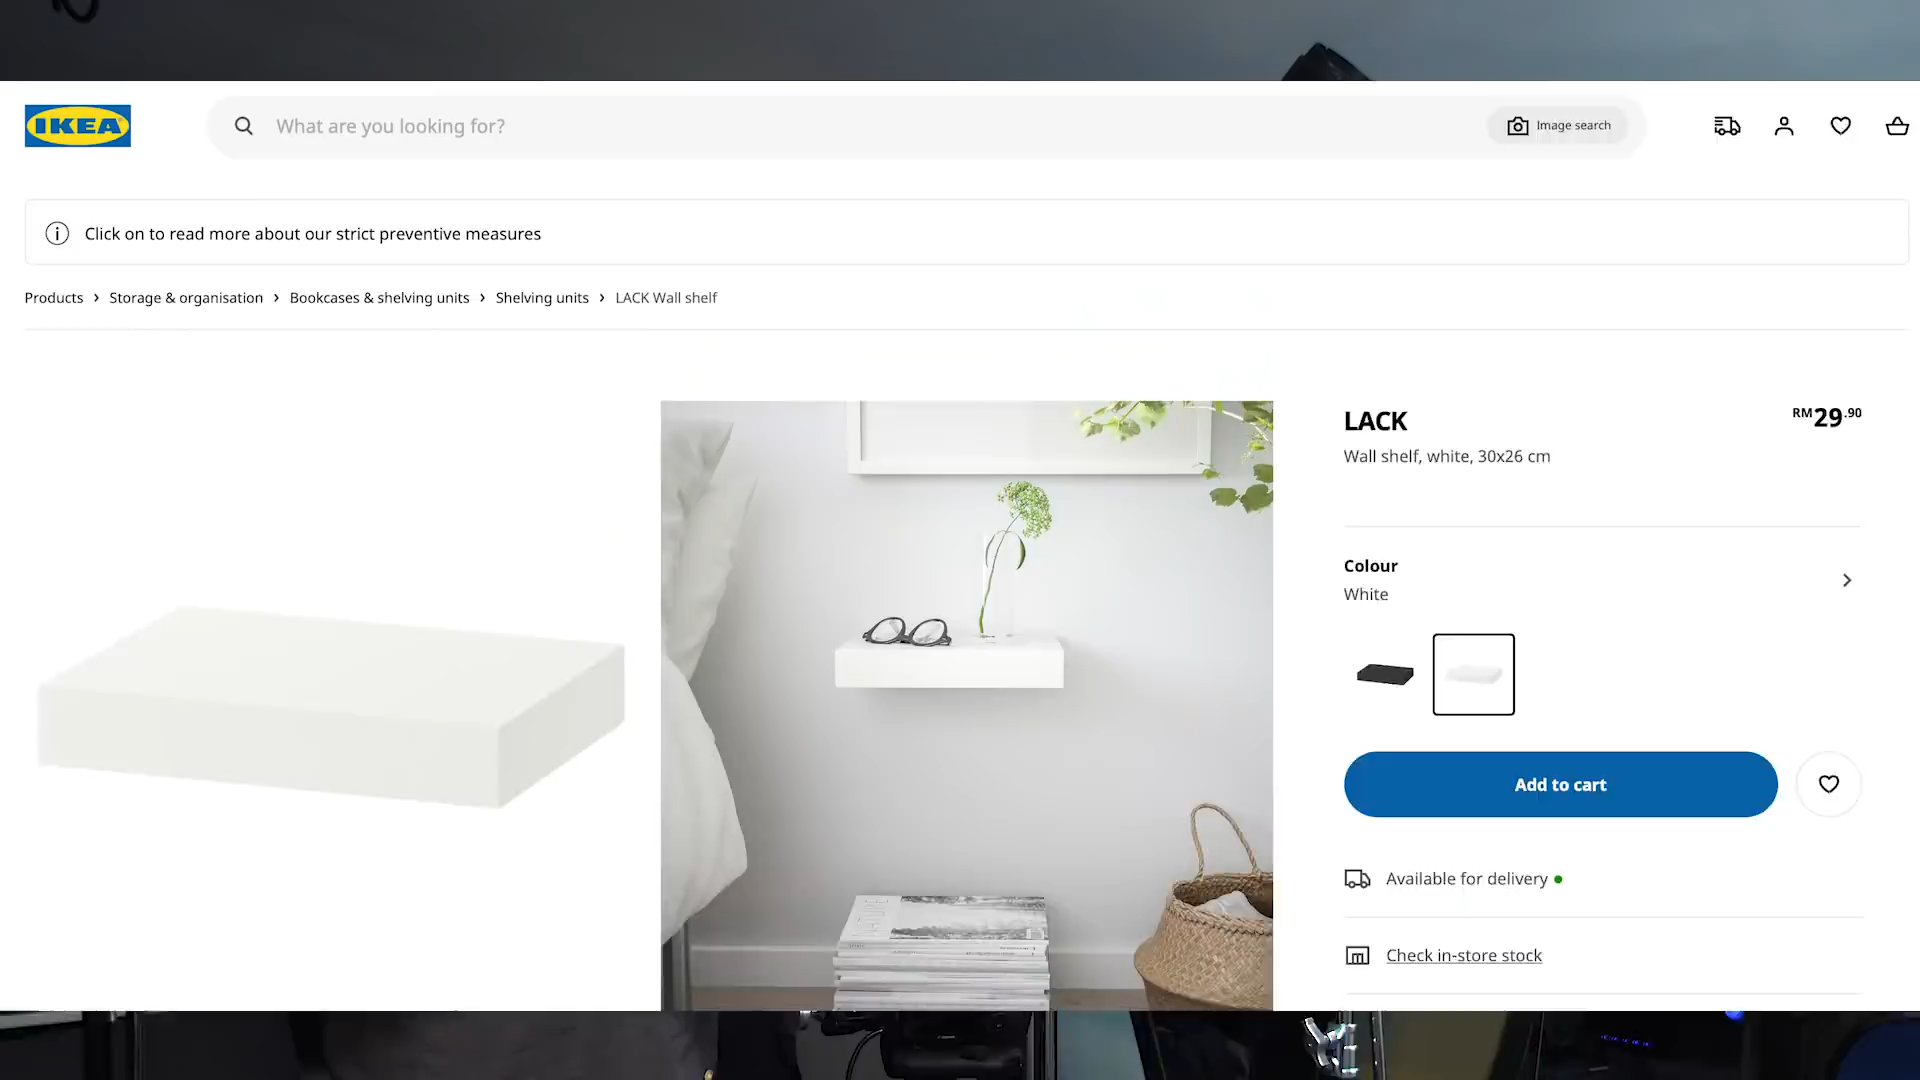 IKEA
What are you looking for?
Image search
Click on to read more about our strict preventive measures
Products › Storage & organisation › Bookcases & shelving units › Shelving units › LACK Wall shelf
LACK
RM29.90
Wall shelf, white, 30x26 cm
Colour
White
Add to cart
Available for delivery
Check in-store stock